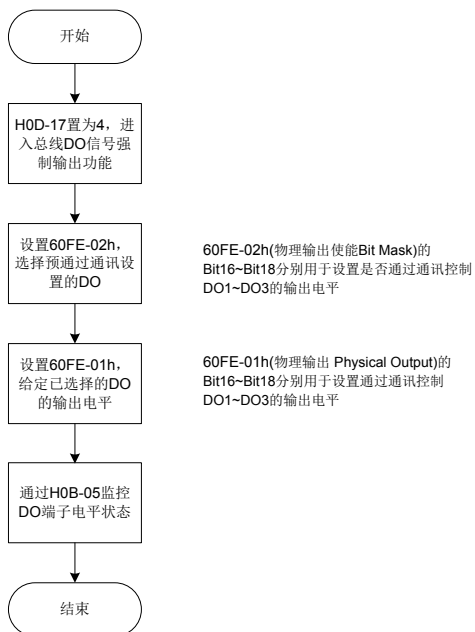 开始
H0D-17置为4，进
入总线DO信号强
制输出功能
设置60FE-02h，
选择预通过通讯设
置的DO
60FE-02h(物理输出使能Bit Mask)的
Bit16~Bit18分别用于设置是否通过通讯控制
DO1~DO3的输出电平
设置60FE-01h，
给定已选择的DO
的输出电平
60FE-01h(物理输出 Physical Output)的
Bit16~Bit18分别用于设置通过通讯控制
DO1~DO3的输出电平
通过H0B-05监控
DO端子电平状态
结束